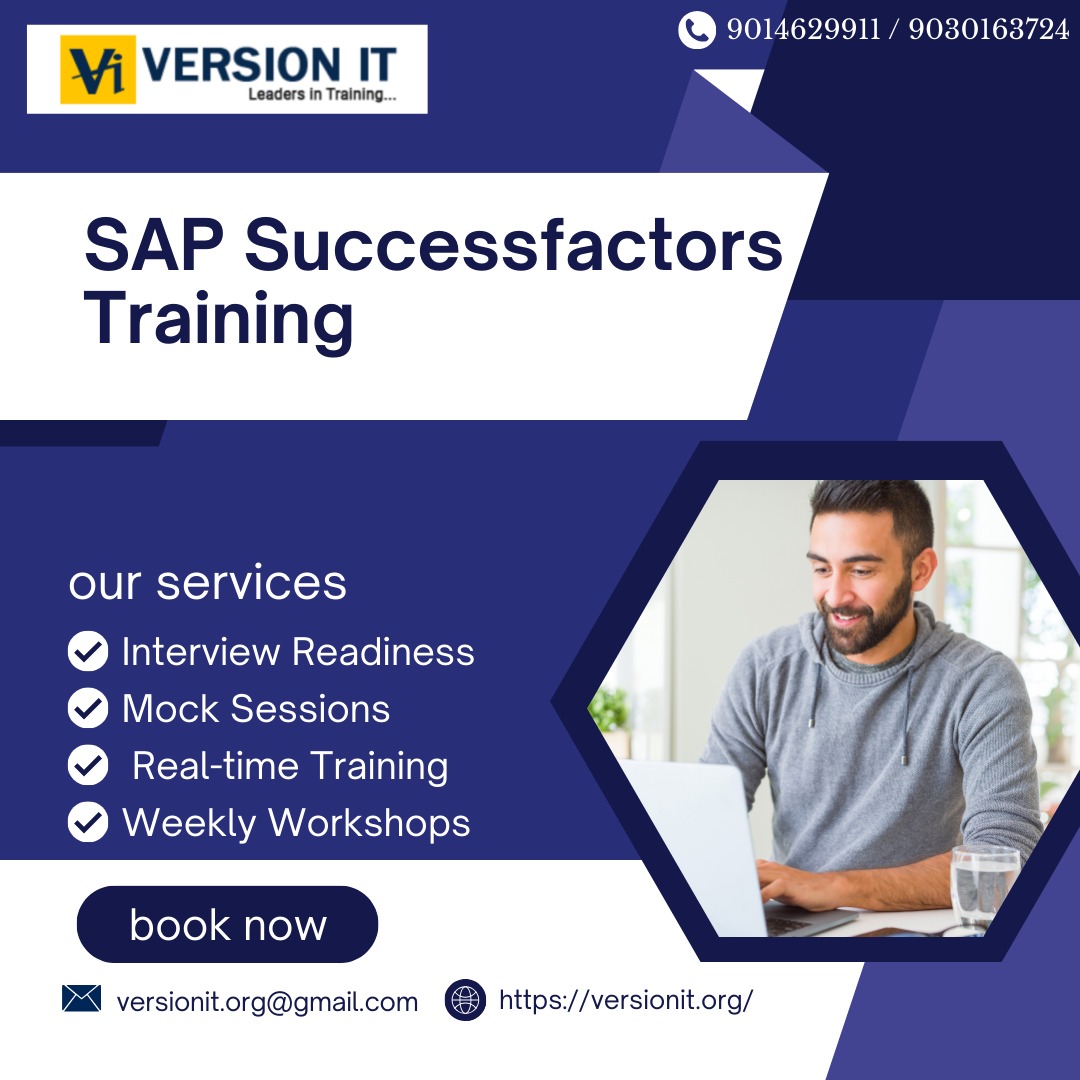 Vi VERSION IT
Leaders in Training...
9014629911 / 9030163724
SAP Successfactors
Training
our services
Interview Readiness
Mock Sessions
Real-time Training
Weekly Workshops
book now
versionit.org@gmail.com
https://versionit.org/